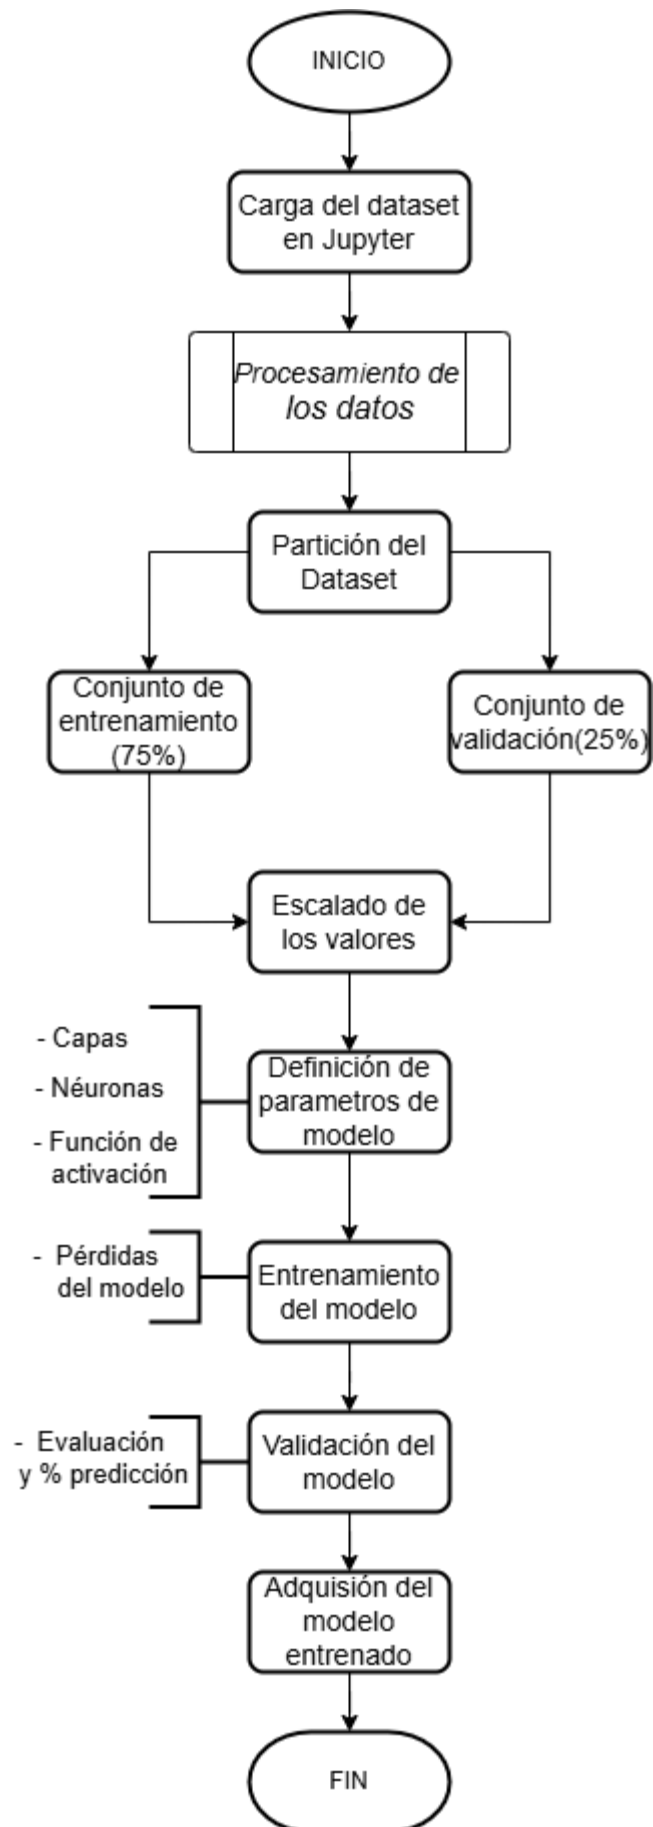 INICIO
Carga del dataset
en Jupyter
Procesamiento de
los datos
Partición del
Dataset
Conjunto de
entrenamiento
(75%)
Conjunto de
validación(25%)
Escalado de
los valores
- Capas
- Néuronas
- Función de
activación
Definición de
parametros de
modelo
- Pérdidas
del modelo
Entrenamiento
del modelo
- Evaluación
y % predicción
Validación del
modelo
Adquisión del
modelo
entrenado
FIN